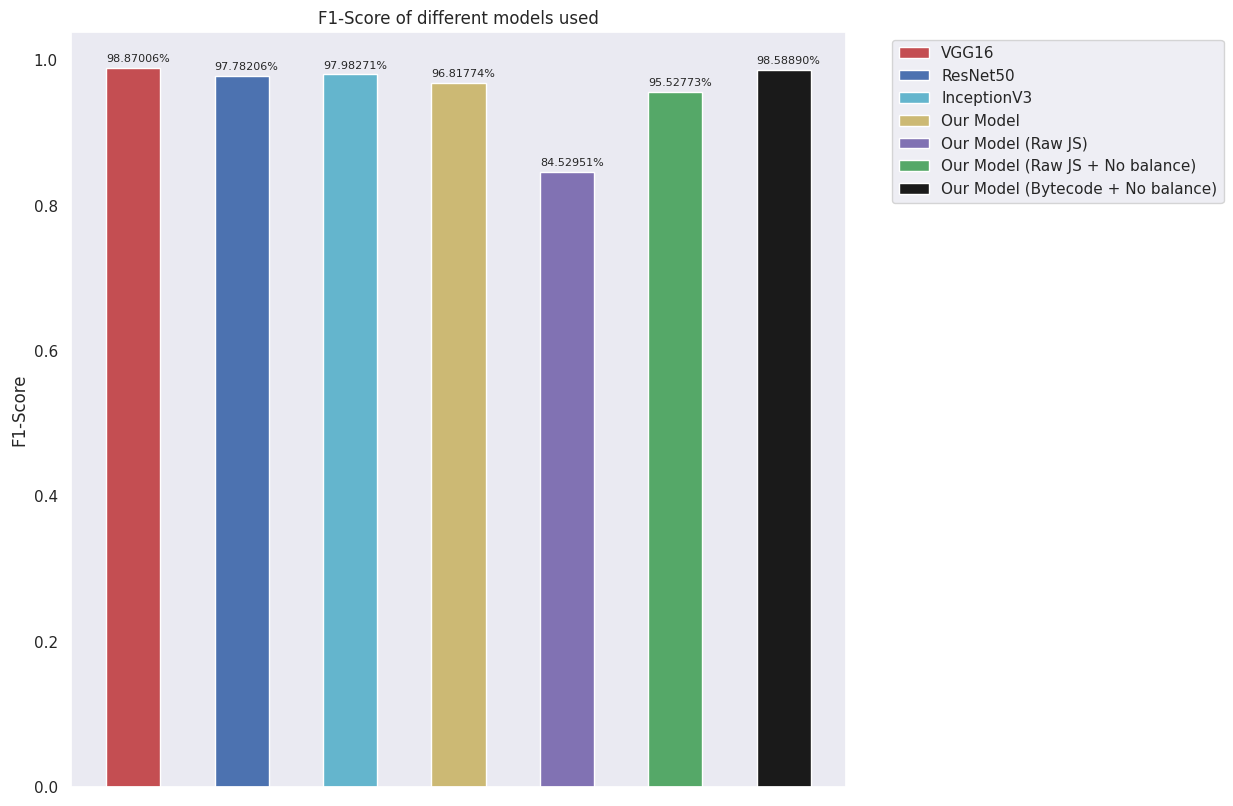 F1-Score of different models used
98.87006%
97.78206%
97.98271%
96.81774%
84.52951%
95.52773%
98.58890%
1.0
0.8
0.6
0.4
0.2
0.0
F1-Score
VGG16
ResNet50
InceptionV3
Our Model
Our Model (Raw JS)
Our Model (Raw JS + No balance)
Our Model (Bytecode + No balance)